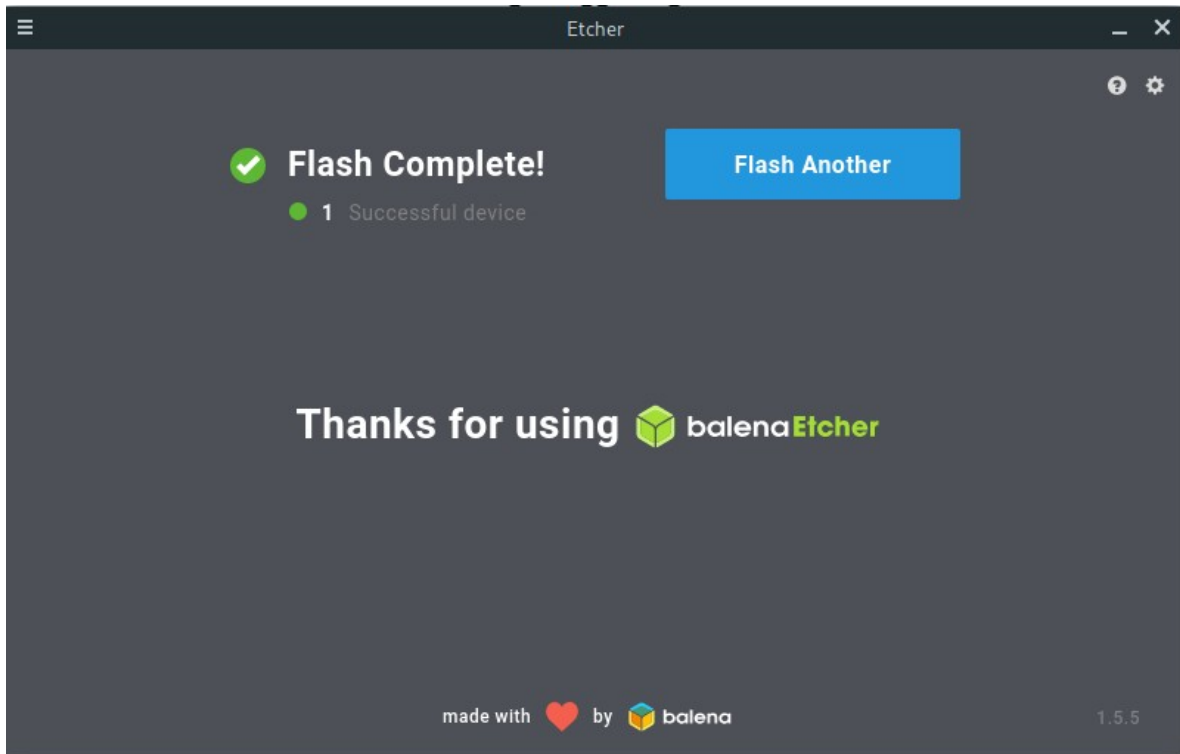 Etcher
Flash Complete!
Flash Another
1 Successful device
Thanks for using balenaEtcher
made with by balena
1.5.5